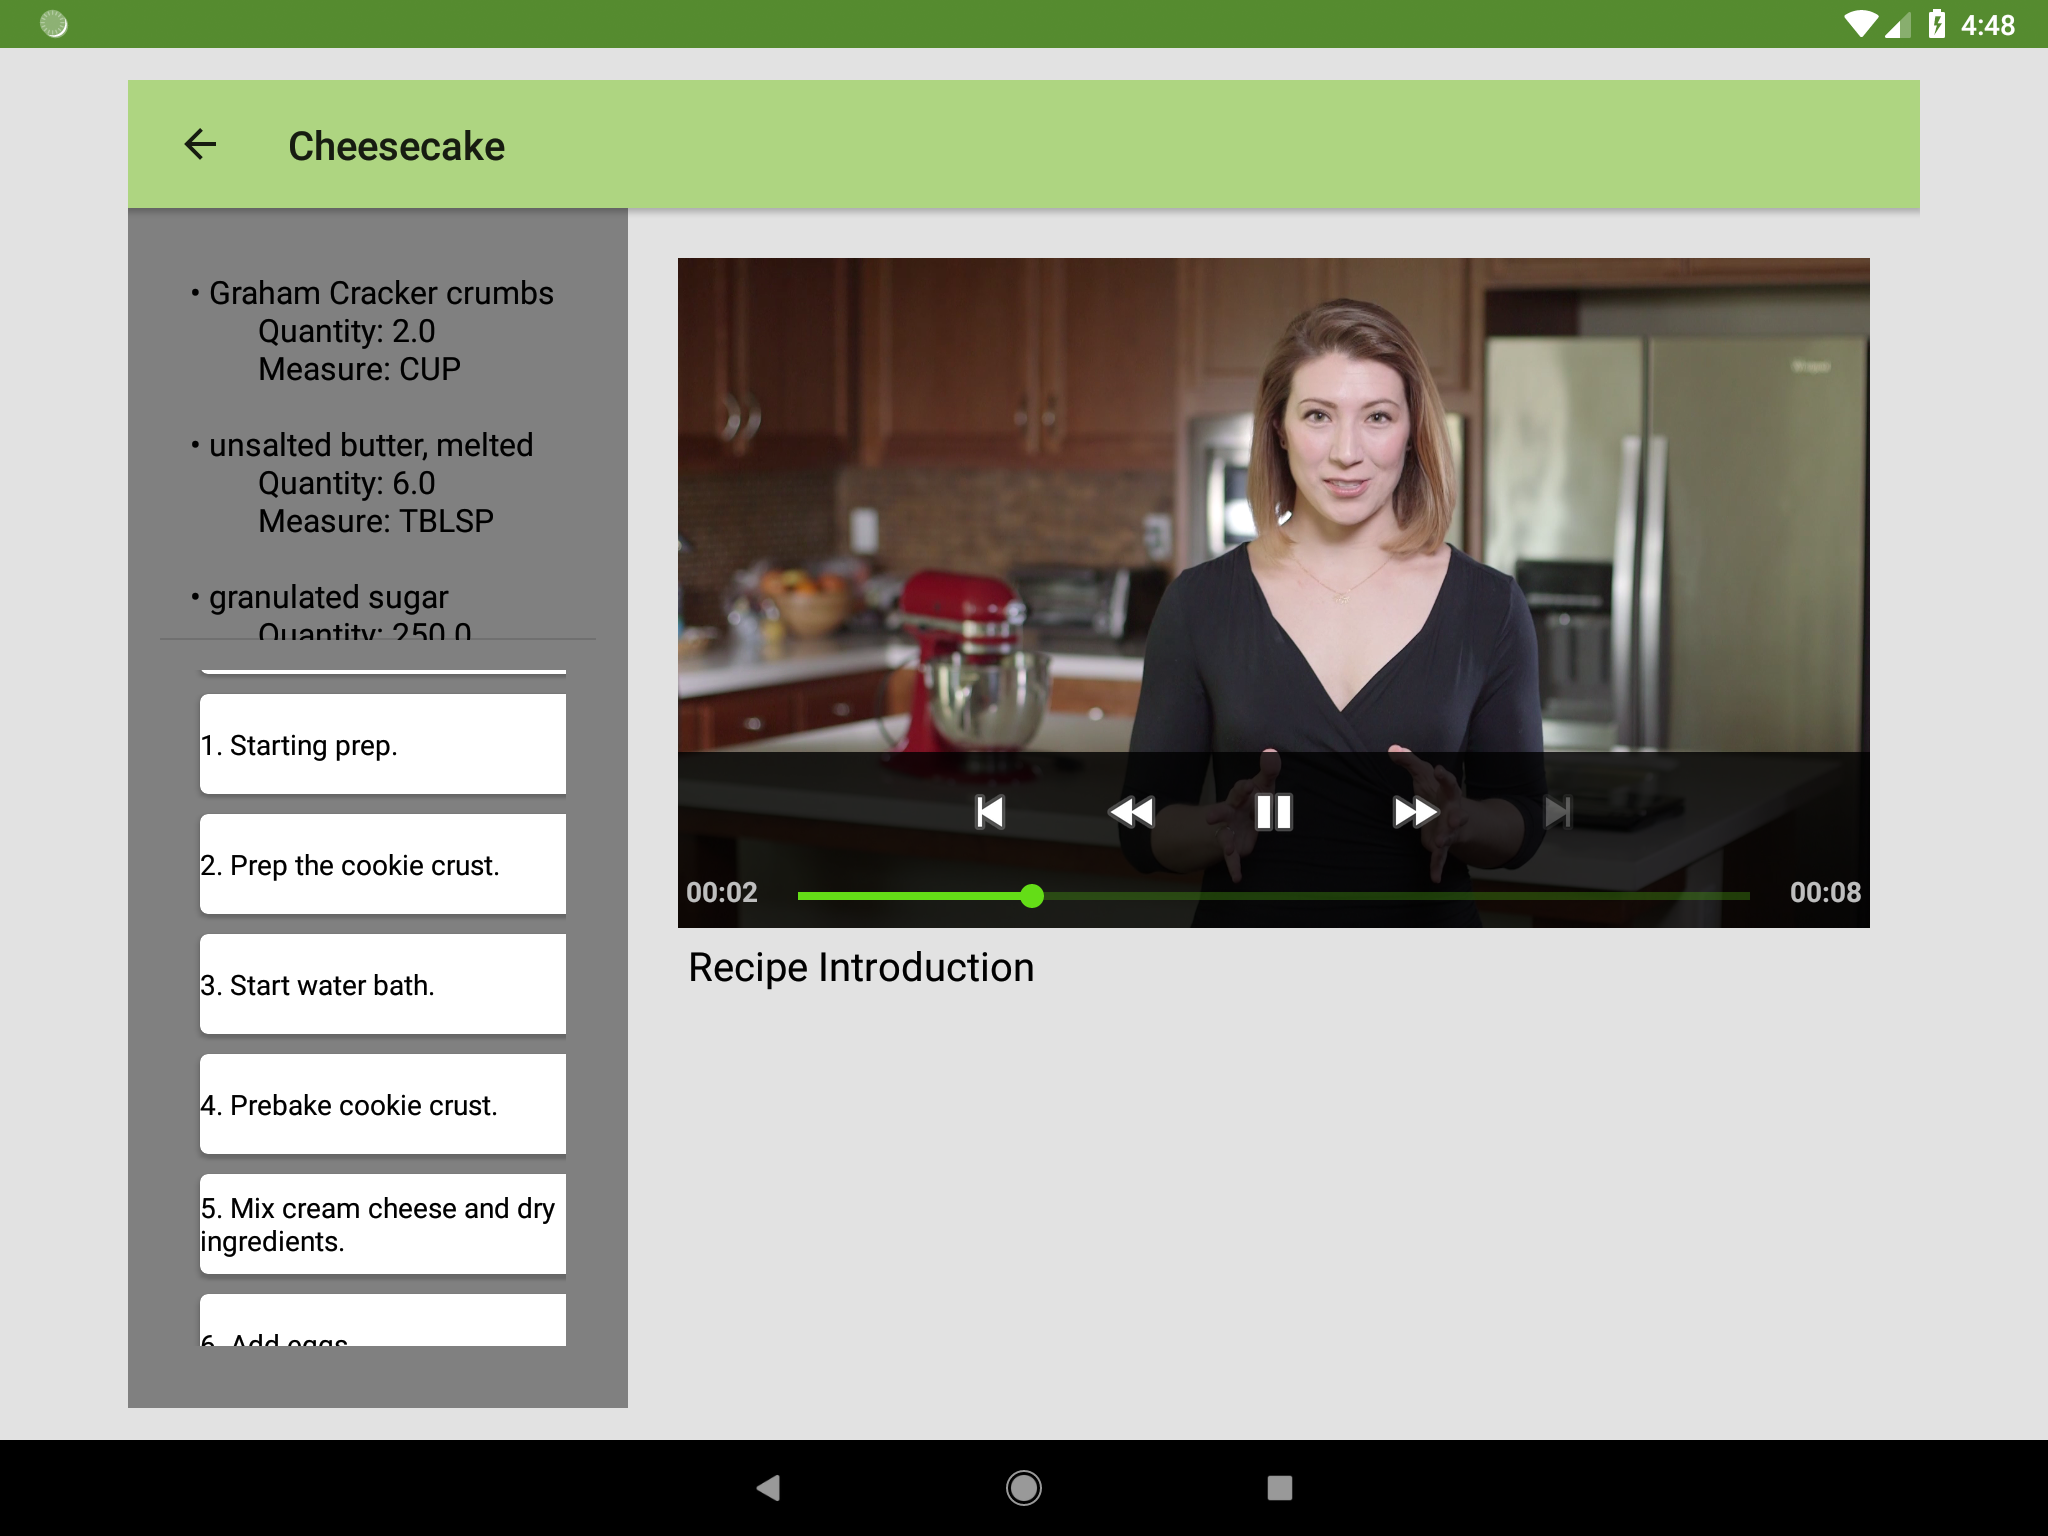 4:48
Cheesecake
• Graham Cracker crumbs
Quantity: 2.0
Measure: CUP
• unsalted butter, melted
Quantity: 6.0
Measure: TBLSP
• granulated sugar
Quantity: 250.0
1. Starting prep.
2. Prep the cookie crust.
3. Start water bath.
4. Prebake cookie crust.
5. Mix cream cheese and dry
ingredients.
6. Add eggs
00:02
00:08
Recipe Introduction